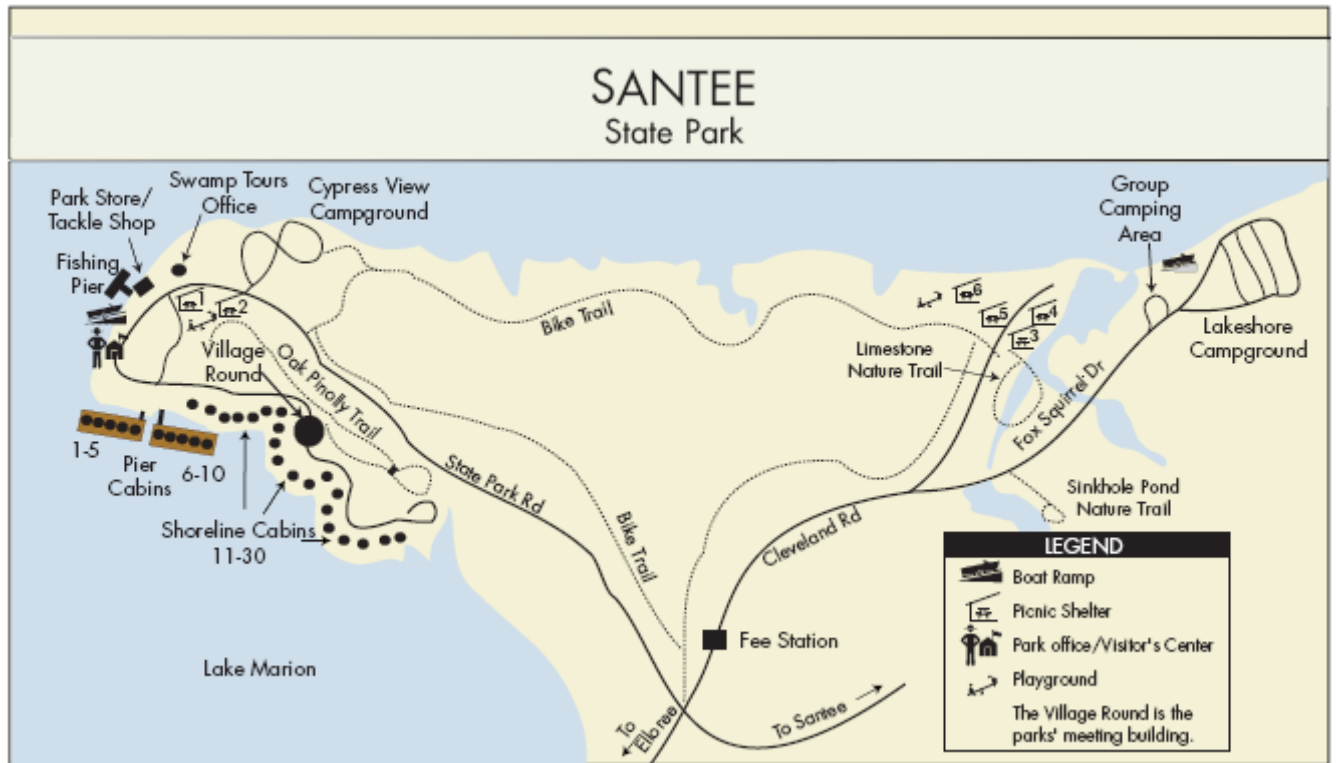 SANTEE
State Park
Swamp Tours
Office
Park Store/
Tackle Shop
Cypress View
Campground
Group
Camping
Area
Fishing
Pier
1
2
6
5
4
3
Bike Trail
Village
Round
Oak Pinolly Trail
Limestone
Nature Trail
Lakeshore
Campground
Fox Squirrel Dr
1-5
Pier
Cabins
6-10
State Park Rd
Sinkhole Pond
Nature Trail
Shoreline Cabins
11-30
Bike Trail
Cleveland Rd
LEGEND
Boat Ramp
Picnic Shelter
Park office/Visitor's Center
Playground
The Village Round is the
parks' meeting building.
Fee Station
Lake Marion
To
Elloree
To Santee